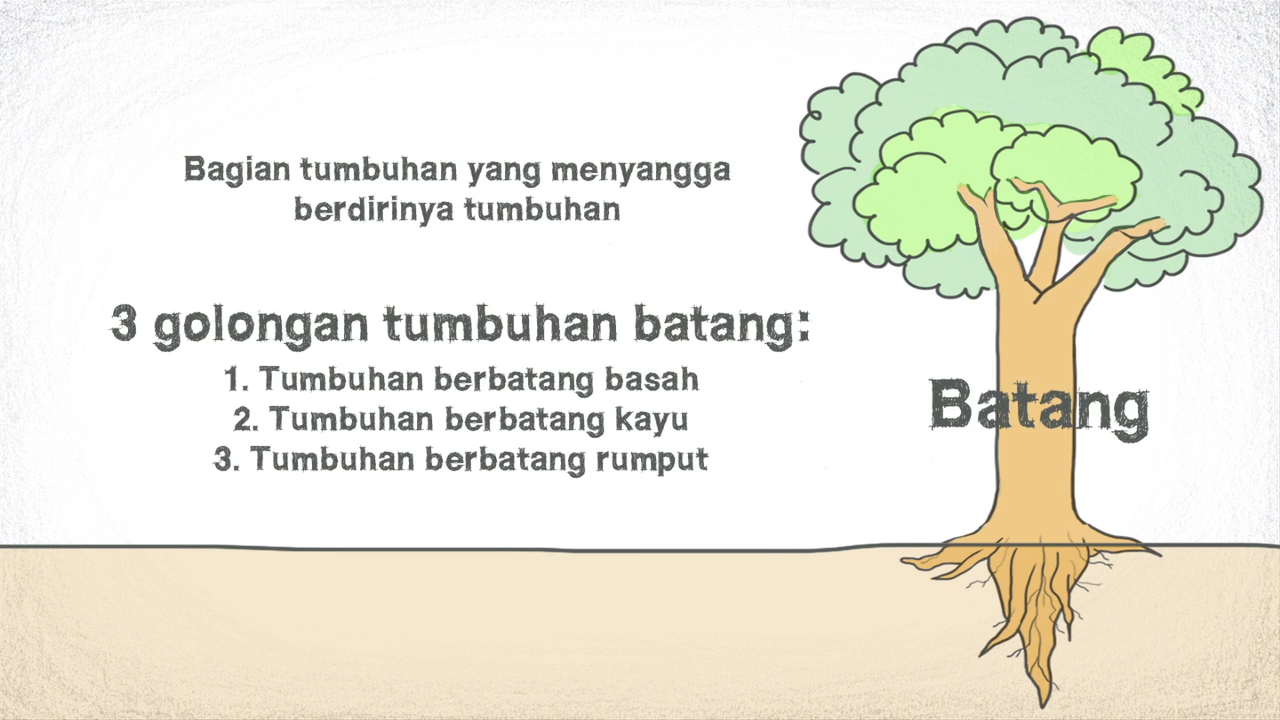 Bagian tumbuhan yang menyangga
berdirinya tumbuhan
3 golongan tumbuhan batang:
1. Tumbuhan berbatang basah
2. Tumbuhan berbatang kayu
3. Tumbuhan berbatang rumput
Batang